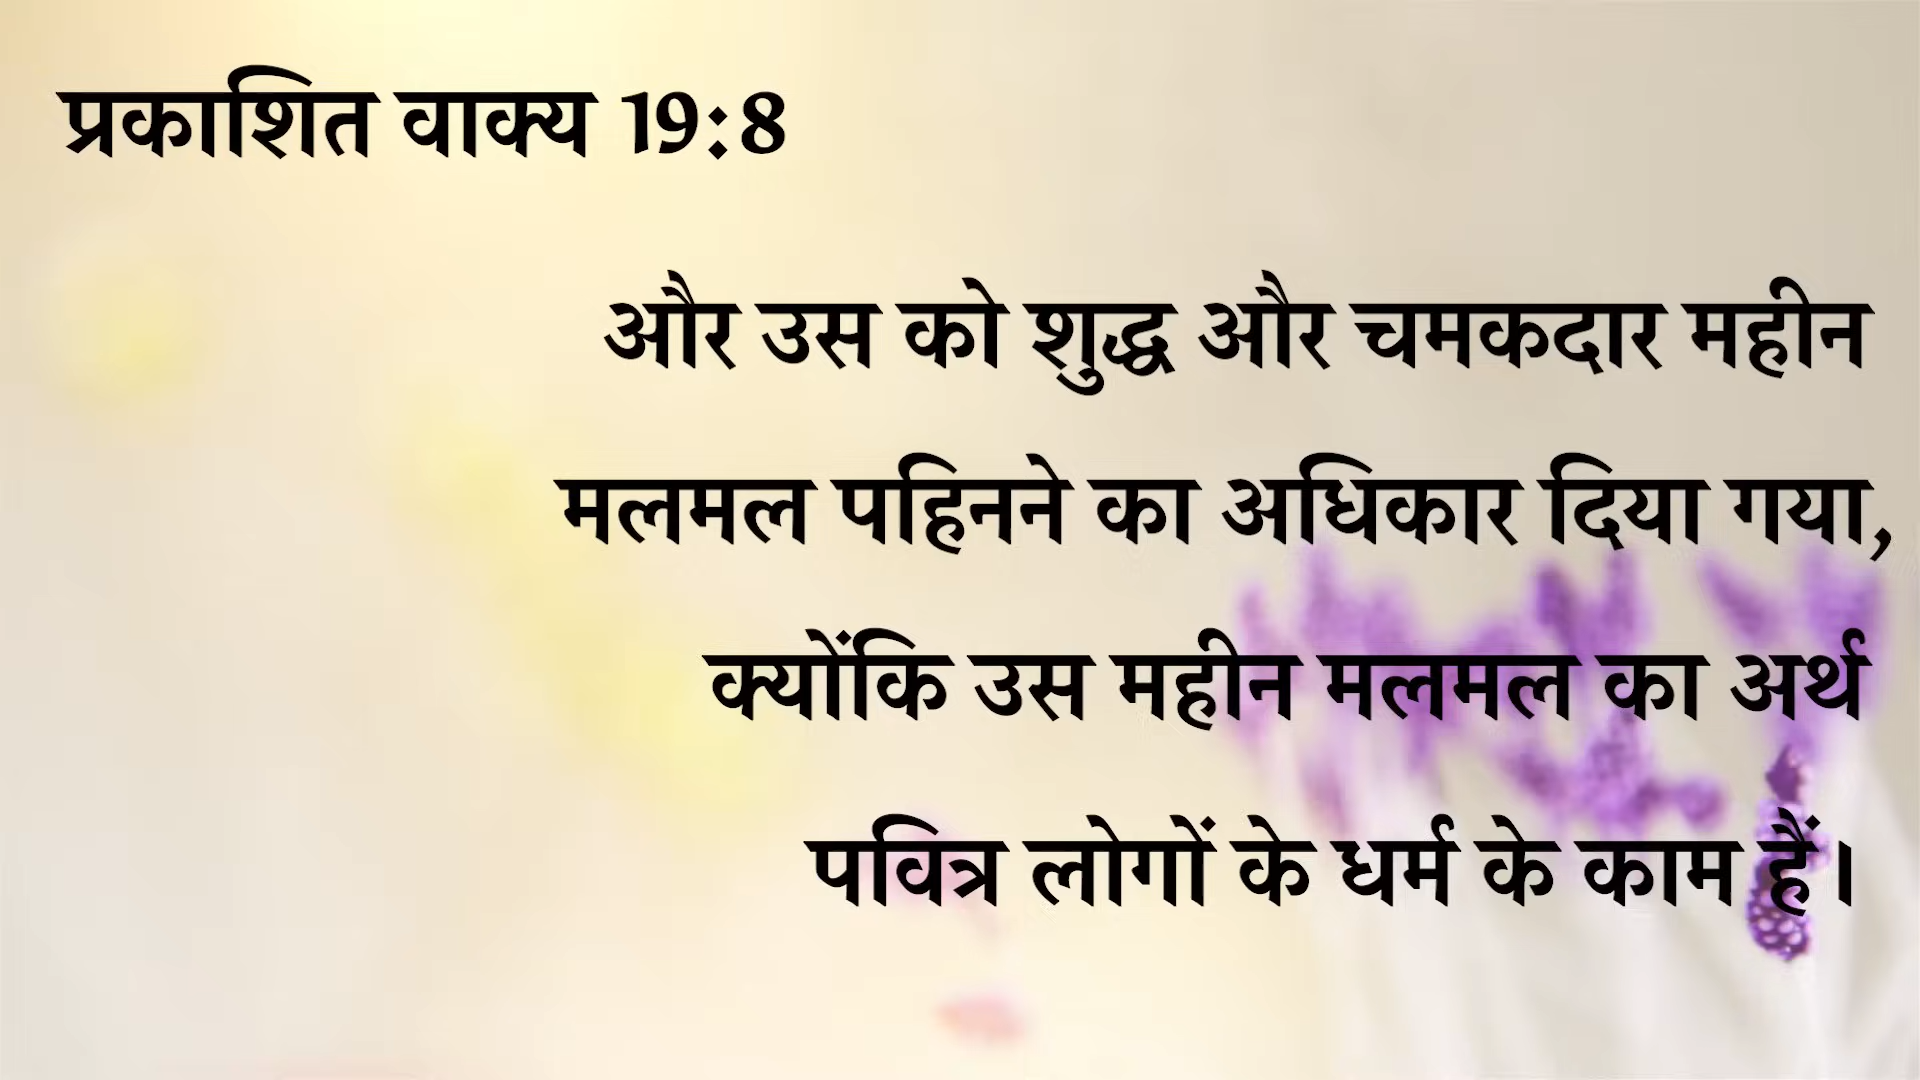 प्रकाशित वाक्य 19:8
और उस को शुद्ध और चमकदार महीन
मलमल पहिनने का अधिकार दिया गया,
क्योंकि उस महीन मलमल का अर्थ
पवित्र लोगों के धर्म के काम हैं।